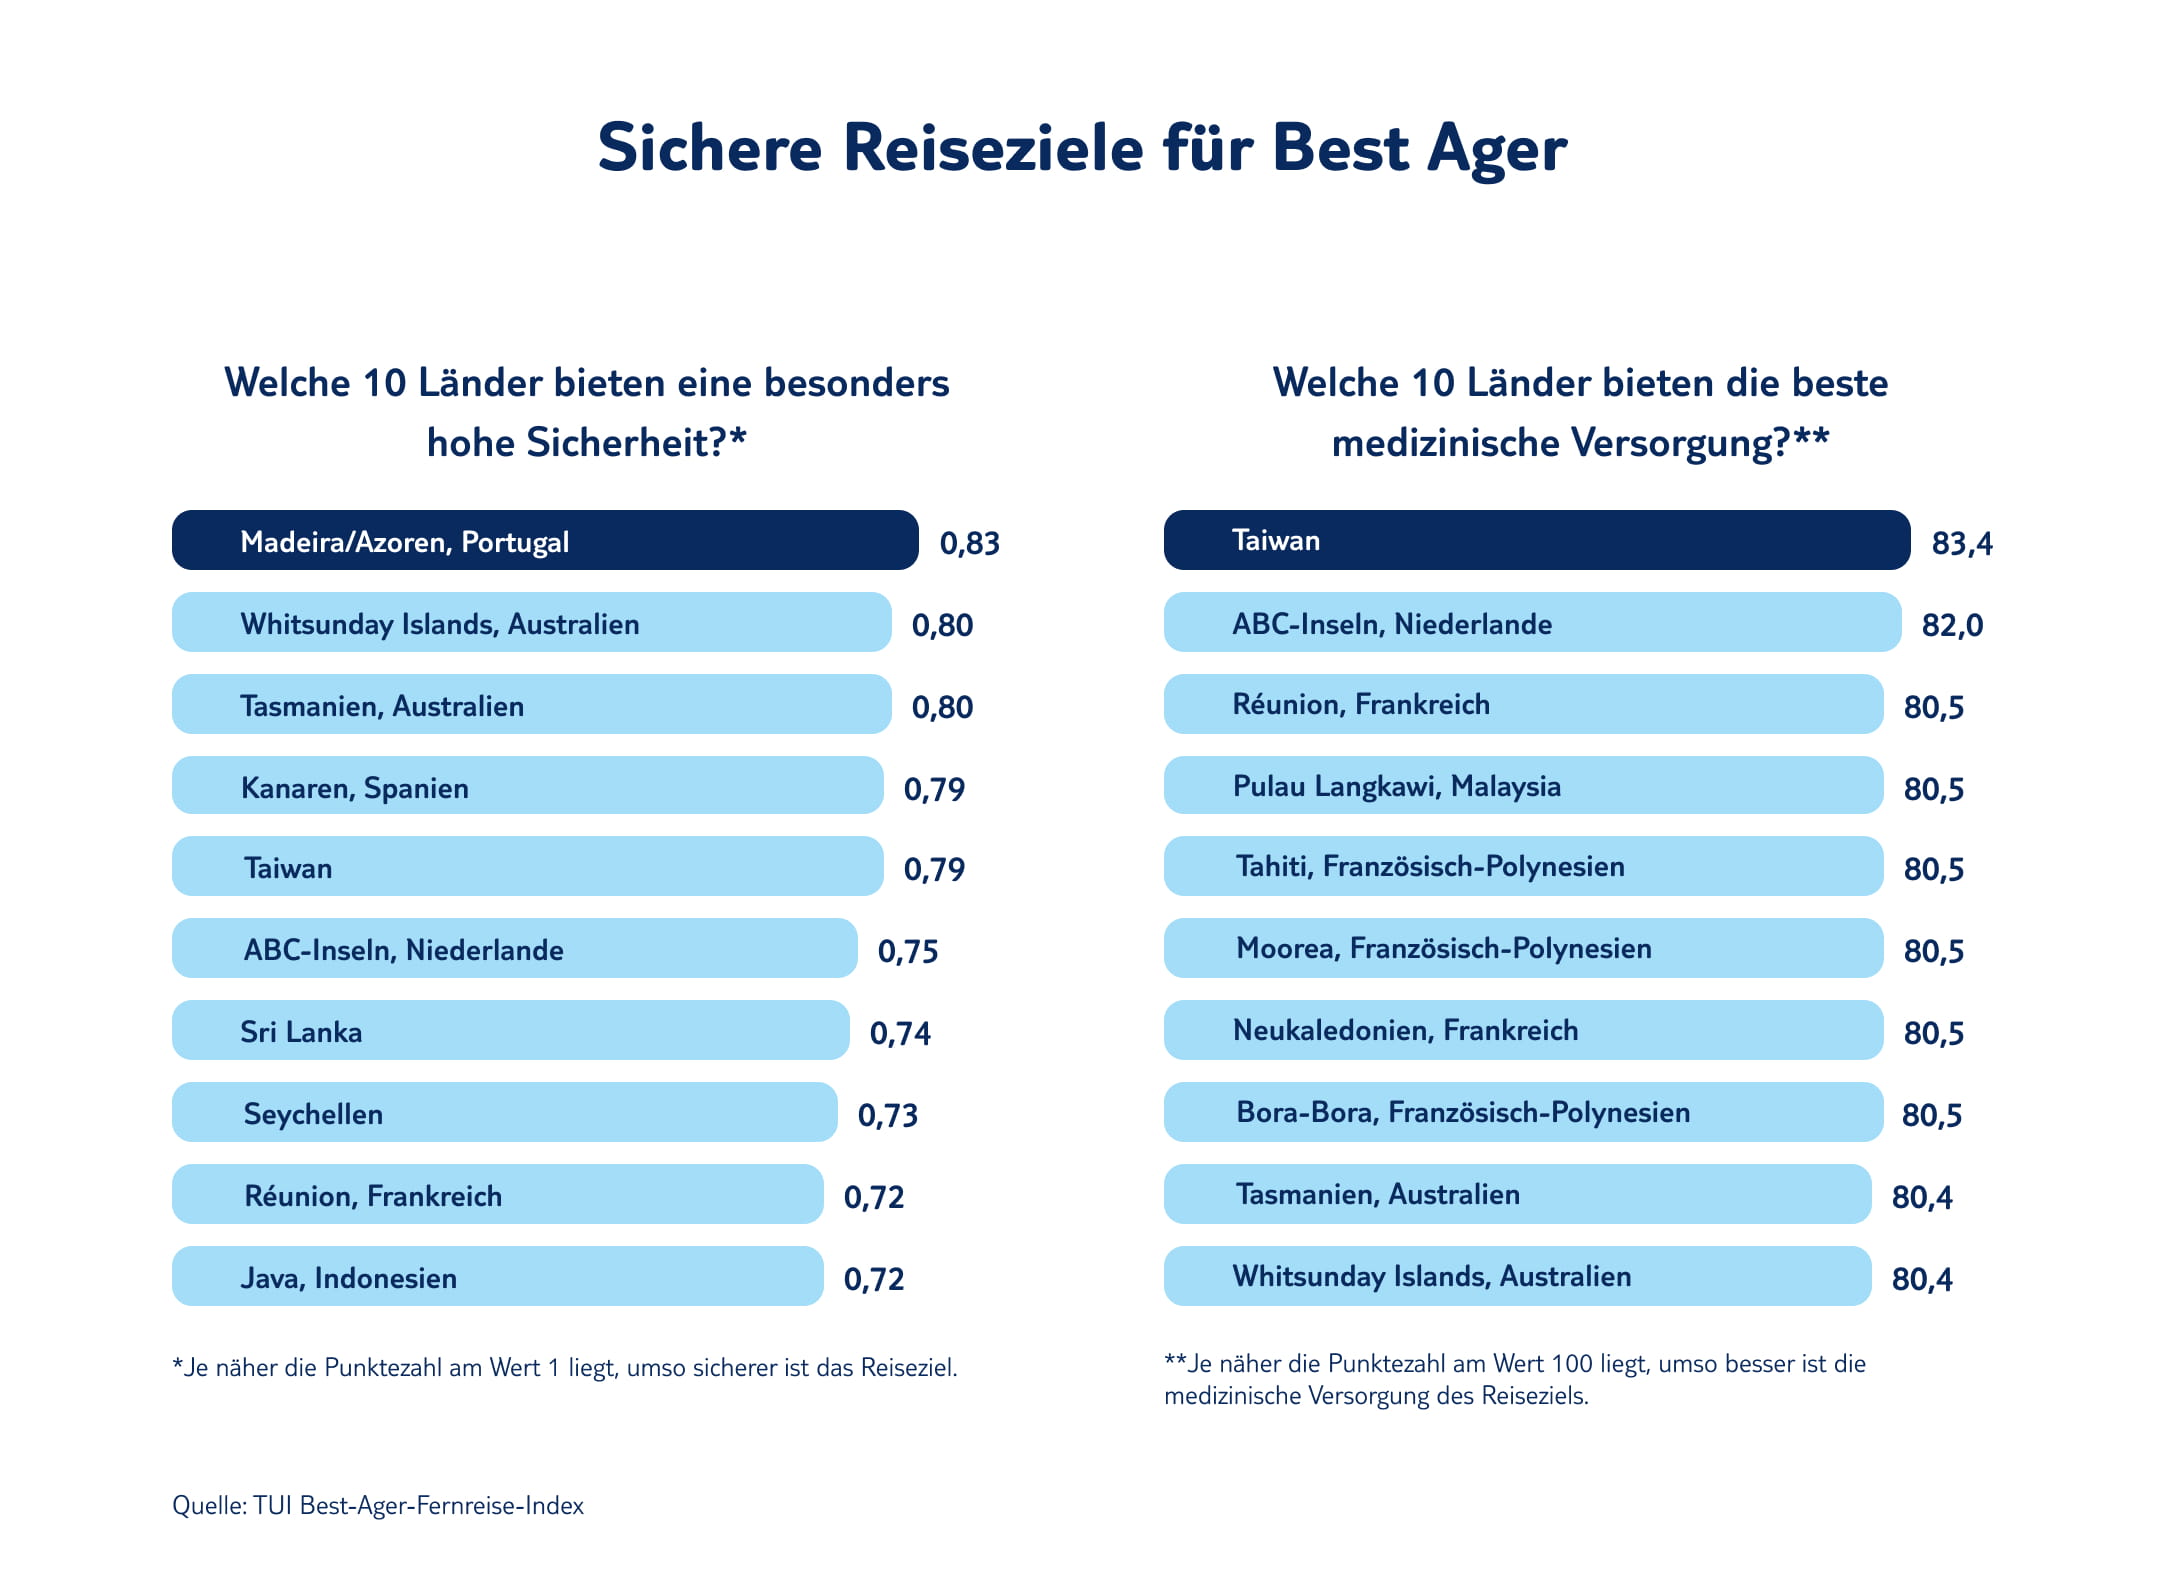 Sichere Reiseziele für Best Ager
Welche 10 Länder bieten eine besonders
hohe Sicherheit?*
Madeira/Azoren, Portugal 0,83
Whitsunday Islands, Australien 0,80
Tasmanien, Australien 0,80
Kanaren, Spanien 0,79
Taiwan 0,79
ABC-Inseln, Niederlande 0,75
Sri Lanka 0,74
Seychellen 0,73
Réunion, Frankreich 0,72
Java, Indonesien 0,72
*Je näher die Punktezahl am Wert 1 liegt, umso sicherer ist das Reiseziel.
Welche 10 Länder bieten die beste
medizinische Versorgung?**
Taiwan 83,4
ABC-Inseln, Niederlande 82,0
Réunion, Frankreich 80,5
Pulau Langkawi, Malaysia 80,5
Tahiti, Französisch-Polynesien 80,5
Moorea, Französisch-Polynesien 80,5
Neukaledonien, Frankreich 80,5
Bora-Bora, Französisch-Polynesien 80,5
Tasmanien, Australien 80,4
Whitsunday Islands, Australien 80,4
**Je näher die Punktezahl am Wert 100 liegt, umso besser ist die
medizinische Versorgung des Reiseziels.
Quelle: TUI Best-Ager-Fernreise-Index